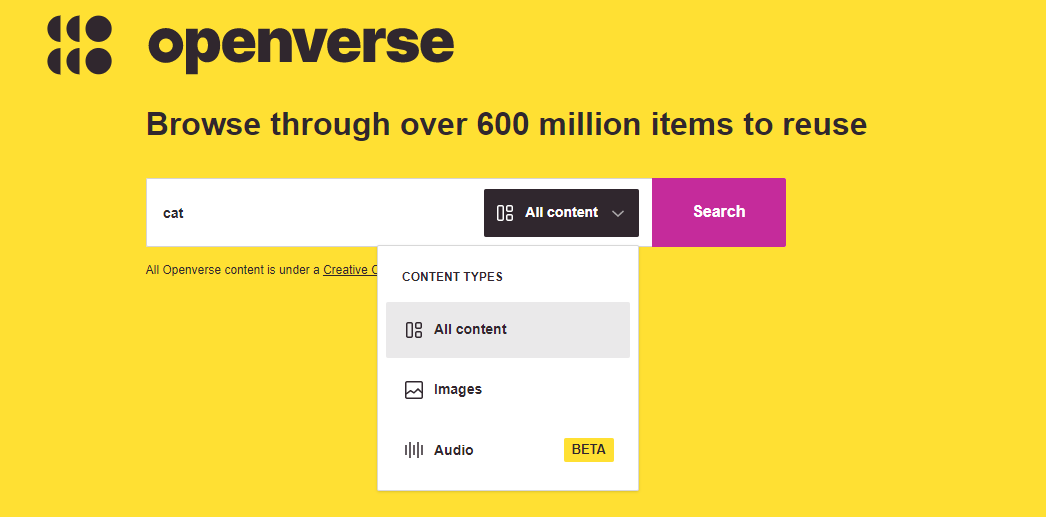 openverse
Browse through over 600 million items to reuse
cat
All content
Search
All Openverse content is under a Creative
CONTENT TYPES
All content
Images
Audio
BETA